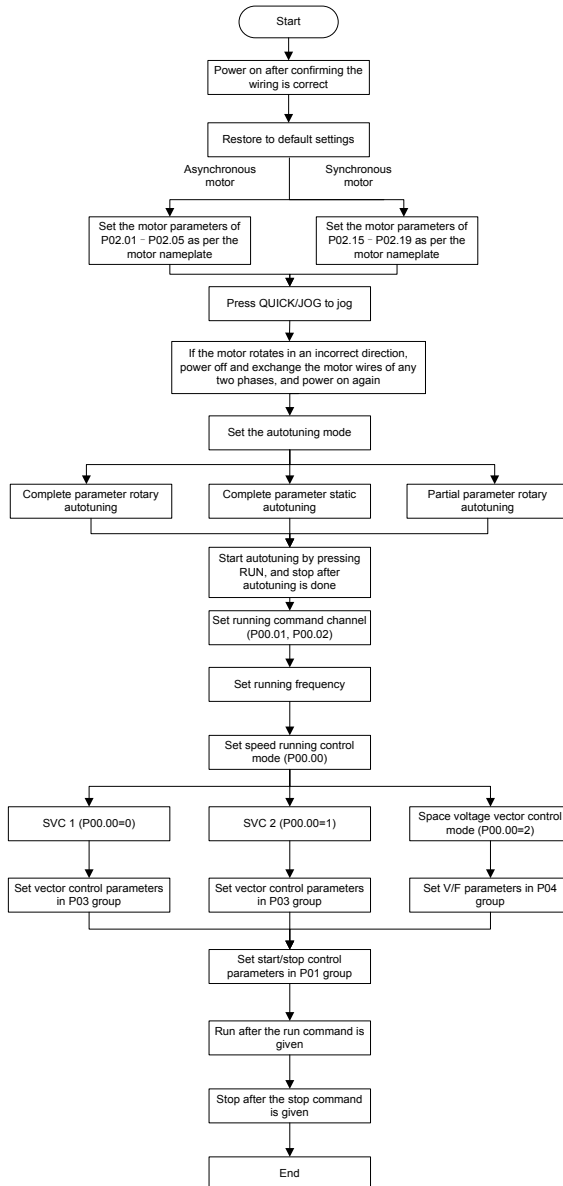 Start
Power on after confirming the
wiring is correct
Restore to default settings
Asynchronous
motor
Synchronous
motor
Set the motor parameters of
P02.01–P02.05 as per the
motor nameplate
Set the motor parameters of
P02.15–P02.19 as per the
motor nameplate
Press QUICK/JOG to jog
If the motor rotates in an incorrect direction,
power off and exchange the motor wires of any
two phases, and power on again
Set the autotuning mode
Complete parameter rotary
autotuning
Complete parameter static
autotuning
Partial parameter rotary
autotuning
Start autotuning by pressing
RUN, and stop after
autotuning is done
Set running command channel
(P00.01, P00.02)
Set running frequency
Set speed running control
mode (P00.00)
SVC 1 (P00.00=0)
SVC 2 (P00.00=1)
Space voltage vector control
mode (P00.00=2)
Set vector control parameters
in P03 group
Set vector control parameters
in P03 group
Set V/F parameters in P04
group
Set start/stop control
parameters in P01 group
Run after the run command is
given
Stop after the stop command
is given
End